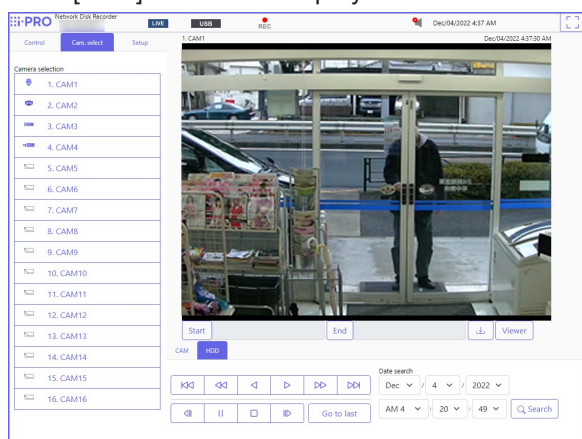 i-PRO Network Disk Recorder
LIVE
USB
REC
Dec/04/2022 4:37 AM
Control
Cam. select
Setup
Camera selection
1. CAM1
2. CAM2
3. CAM3
4. CAM4
5. CAM5
6. CAM6
7. CAM7
8. CAM8
9. CAM9
10. CAM10
11. CAM11
12. CAM12
13. CAM13
14. CAM14
15. CAM15
16. CAM16
1. CAM1
Dec/04/2022 4:37:30 AM
Start
End
Viewer
CAM
HDD
Go to last
Date search
Dec / 4 / 2022
AM 4 : 20 : 49
Search